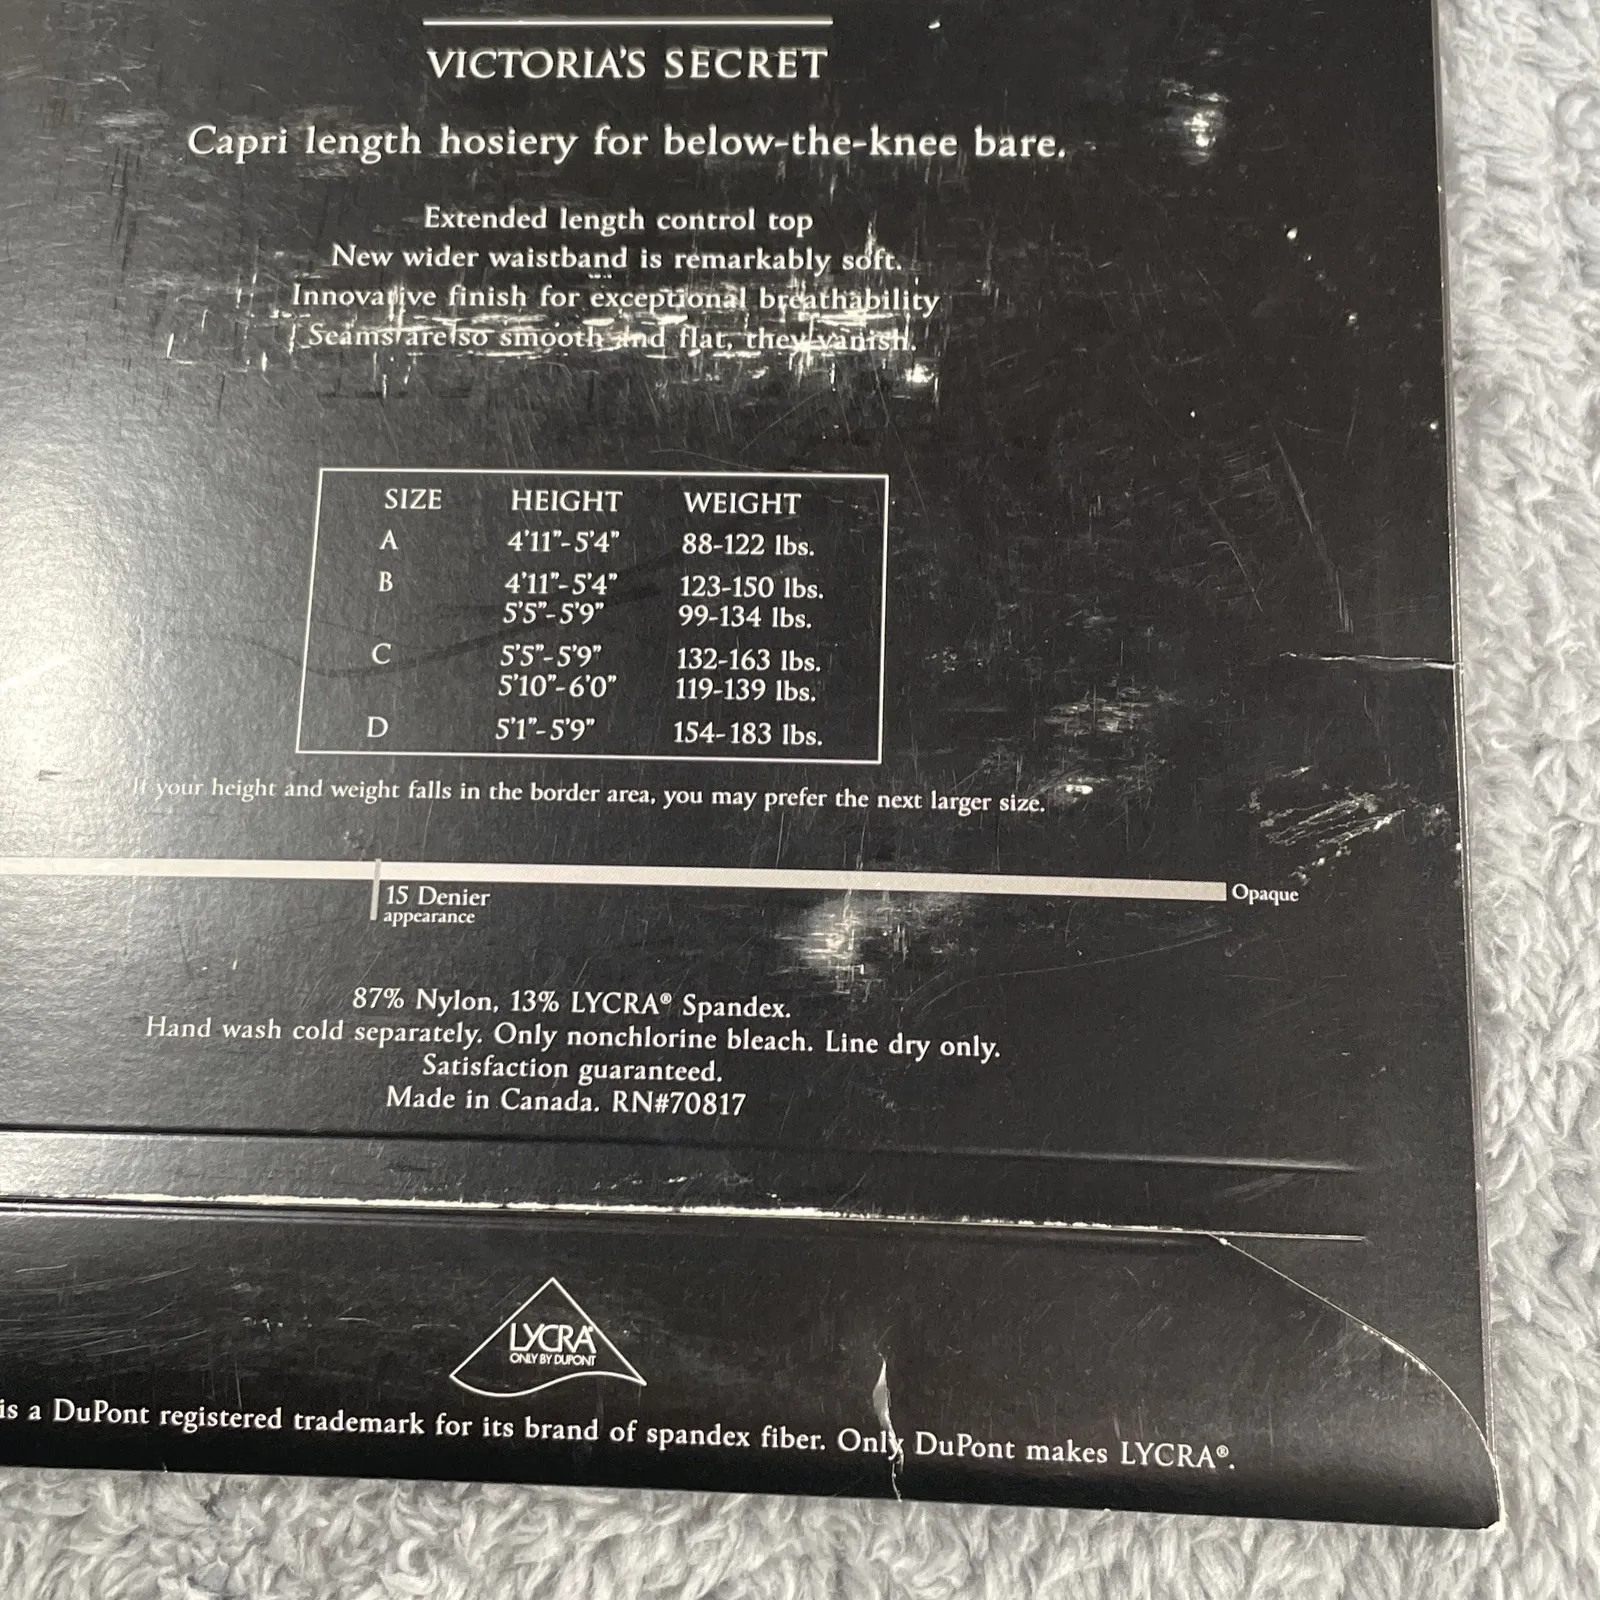 VICTORIA'S SECRET
Capri length hosiery for below-the-knee bare.
Extended length control top
New wider waistband is remarkably soft.
Innovative finish for exceptional breathability
Seams are so smooth and flat, they vanish.
SIZE HEIGHT WEIGHT
A 4'11"-5'4" 88-122 lbs.
B 4'11"-5'4" 123-150 lbs.
5'5"-5'9" 99-134 lbs.
C 5'5"-5'9" 132-163 lbs.
5'10"-6'0" 119-139 lbs.
D 5'1"-5'9" 154-183 lbs.
If your height and weight falls in the border area, you may prefer the next larger size.
15 Denier
appearance
Opaque
87% Nylon, 13% LYCRA® Spandex.
Hand wash cold separately. Only nonchlorine bleach. Line dry only.
Satisfaction guaranteed.
Made in Canada. RN#70817
LYCRA®
ONLY BY DUPONT
is a DuPont registered trademark for its brand of spandex fiber. Only DuPont makes LYCRA®.